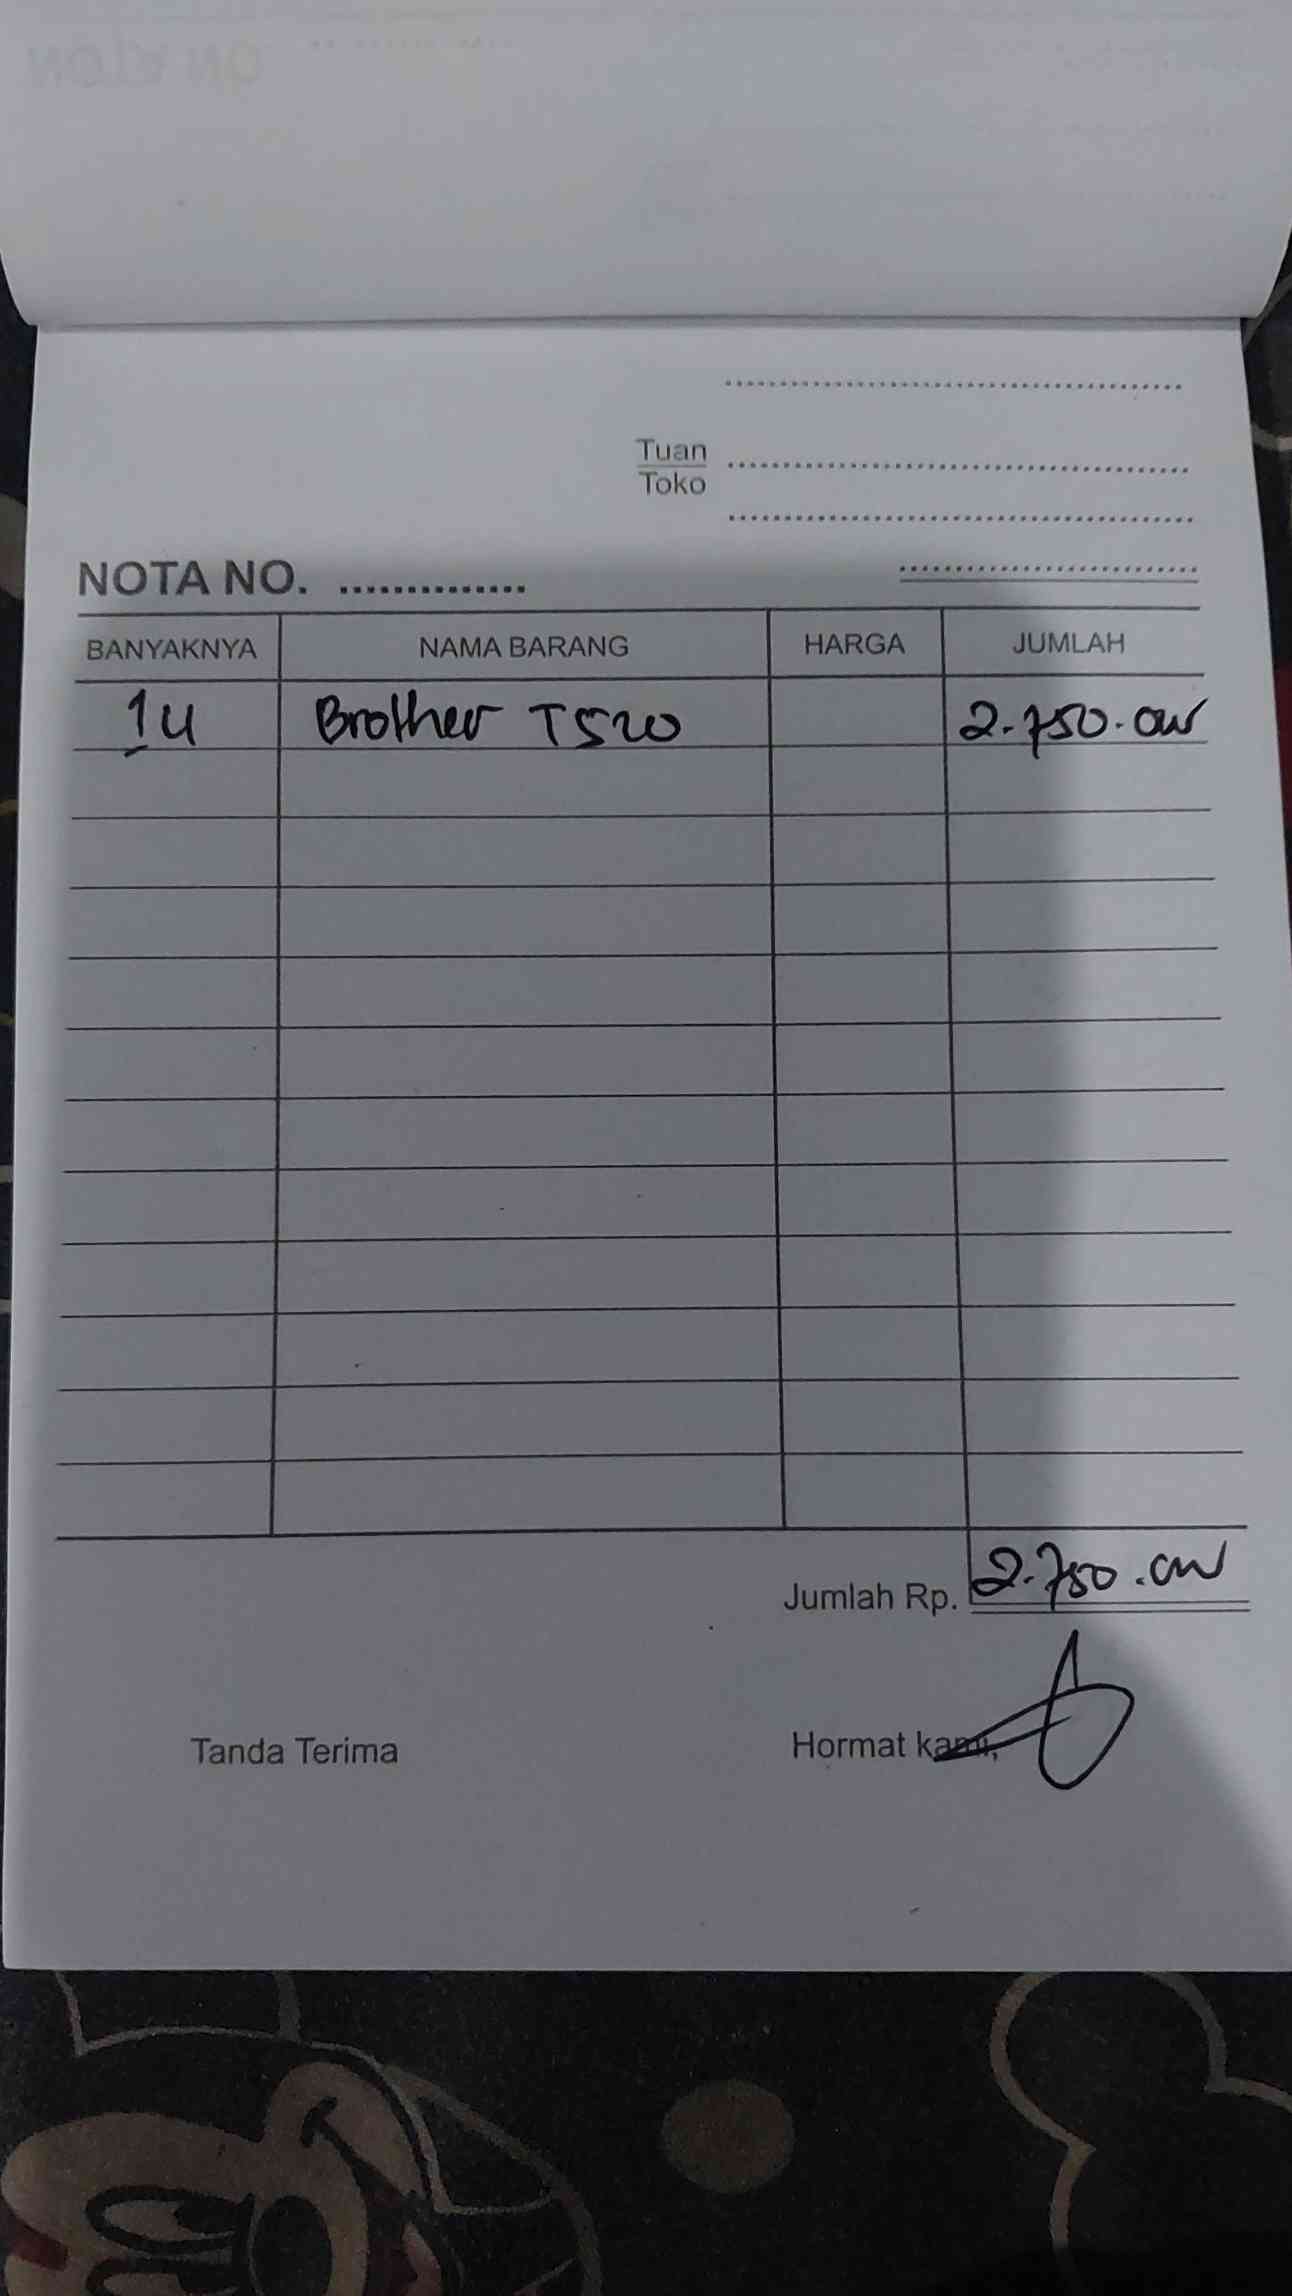 Tuan
Toko
NOTA NO. ..............
BANYAKNYA NAMA BARANG HARGA JUMLAH
1 U Brother T520 2.750.000
Jumlah Rp. 2.750.000
Tanda Terima Hormat kami,